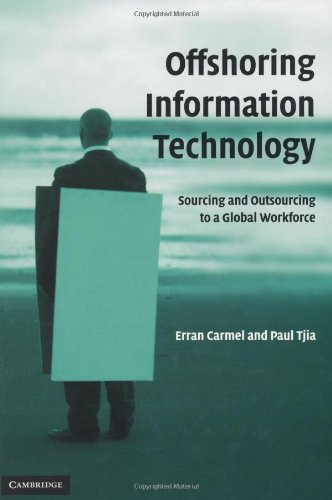 Offshoring
Information
Technology
Sourcing and Outsourcing
to a Global Workforce
Erran Carmel and Paul Tjia
CAMBRIDGE